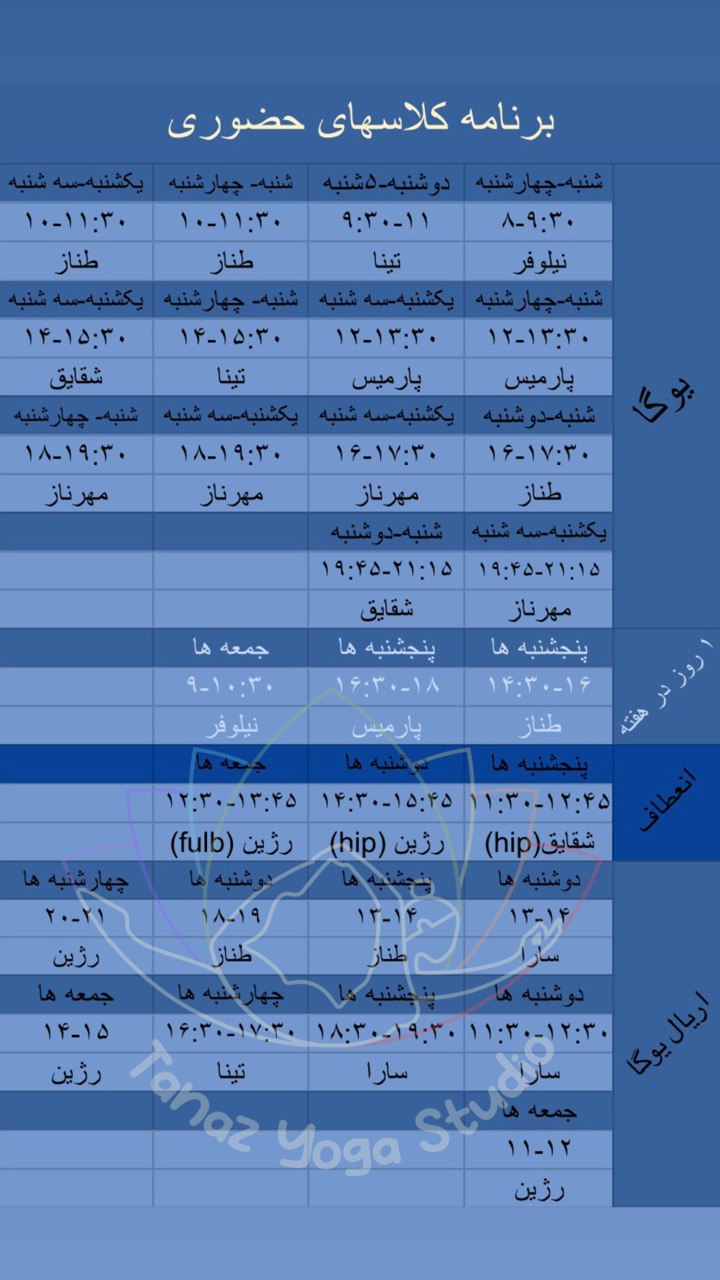 برنامه کلاسهای حضوری
یوگا
شنبه-چهارشنبه دوشنبه-۵شنبه شنبه- چهارشنبه یکشنبه-سه شنبه
۸-۹:۳۰ ۹:۳۰-۱۱ ۱۰-۱۱:۳۰ ۱۰-۱۱:۳۰
نیلوفر تینا طناز طناز
شنبه-چهارشنبه یکشنبه-سه شنبه شنبه- چهارشنبه یکشنبه-سه شنبه
۱۲-۱۳:۳۰ ۱۲-۱۳:۳۰ ۱۴-۱۵:۳۰ ۱۴-۱۵:۳۰
پارمیس پارمیس تینا شقایق
شنبه-دوشنبه یکشنبه-سه شنبه یکشنبه-سه شنبه شنبه- چهارشنبه
۱۶-۱۷:۳۰ ۱۶-۱۷:۳۰ ۱۸-۱۹:۳۰ ۱۸-۱۹:۳۰
طناز مهرناز مهرناز مهرناز
یکشنبه-سه شنبه شنبه-دوشنبه
۱۹:۴۵-۲۱:۱۵ ۱۹:۴۵-۲۱:۱۵
مهرناز شقایق
۱ روز در هفته
پنجشنبه ها پنجشنبه ها جمعه ها
۱۴:۳۰-۱۶ ۱۶:۳۰-۱۸ ۹-۱۰:۳۰
طناز پارمیس نیلوفر
انعطاف
پنجشنبه ها دوشنبه ها جمعه ها
۱۱:۳۰-۱۲:۴۵ ۱۴:۳۰-۱۵:۴۵ ۱۲:۳۰-۱۳:۴۵
شقایق(hip) رژین (hip) رژین (fulb)
اریال یوگا
دوشنبه ها پنجشنبه ها دوشنبه ها چهارشنبه ها
۱۳-۱۴ ۱۳-۱۴ ۱۸-۱۹ ۲۰-۲۱
سارا طناز طناز رژین
دوشنبه ها پنجشنبه ها چهارشنبه ها جمعه ها
۱۱:۳۰-۱۲:۳۰ ۱۸:۳۰-۱۹:۳۰ ۱۶:۳۰-۱۷:۳۰ ۱۴-۱۵
سارا سارا تینا رژین
جمعه ها
۱۱-۱۲
رژین
Tanaz Yoga Studio